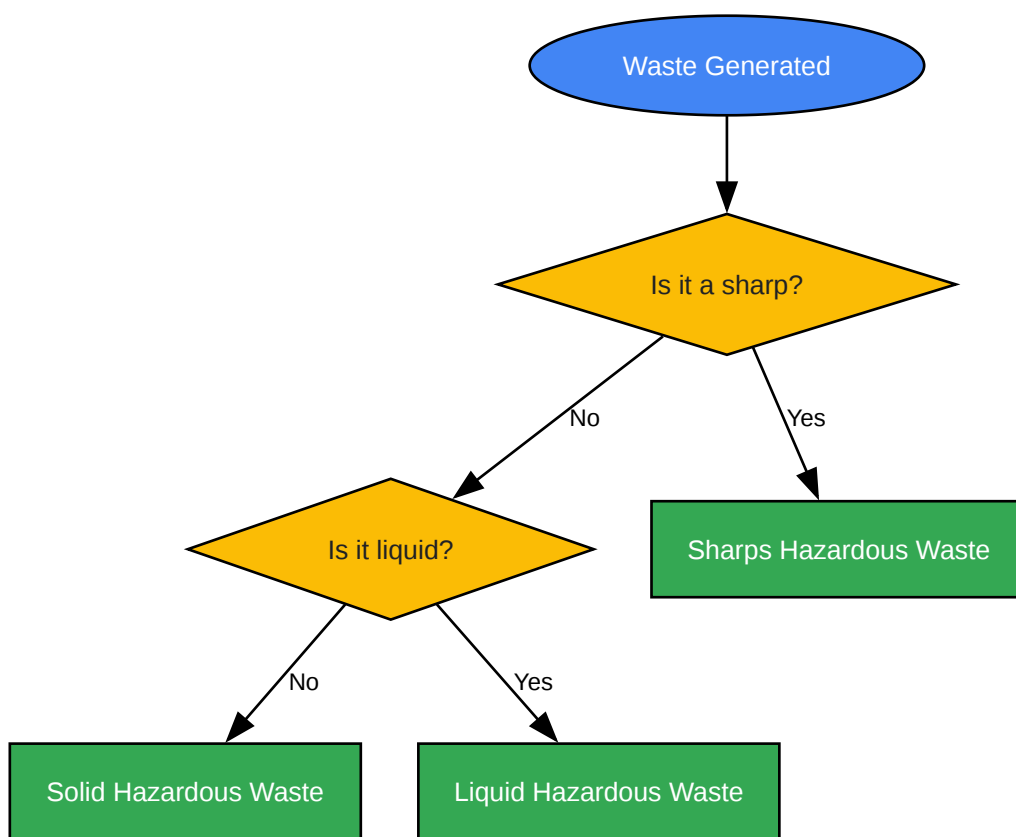 Waste Generated
Is it a sharp?
No
Yes
Is it liquid?
Sharps Hazardous Waste
No
Yes
Solid Hazardous Waste
Liquid Hazardous Waste